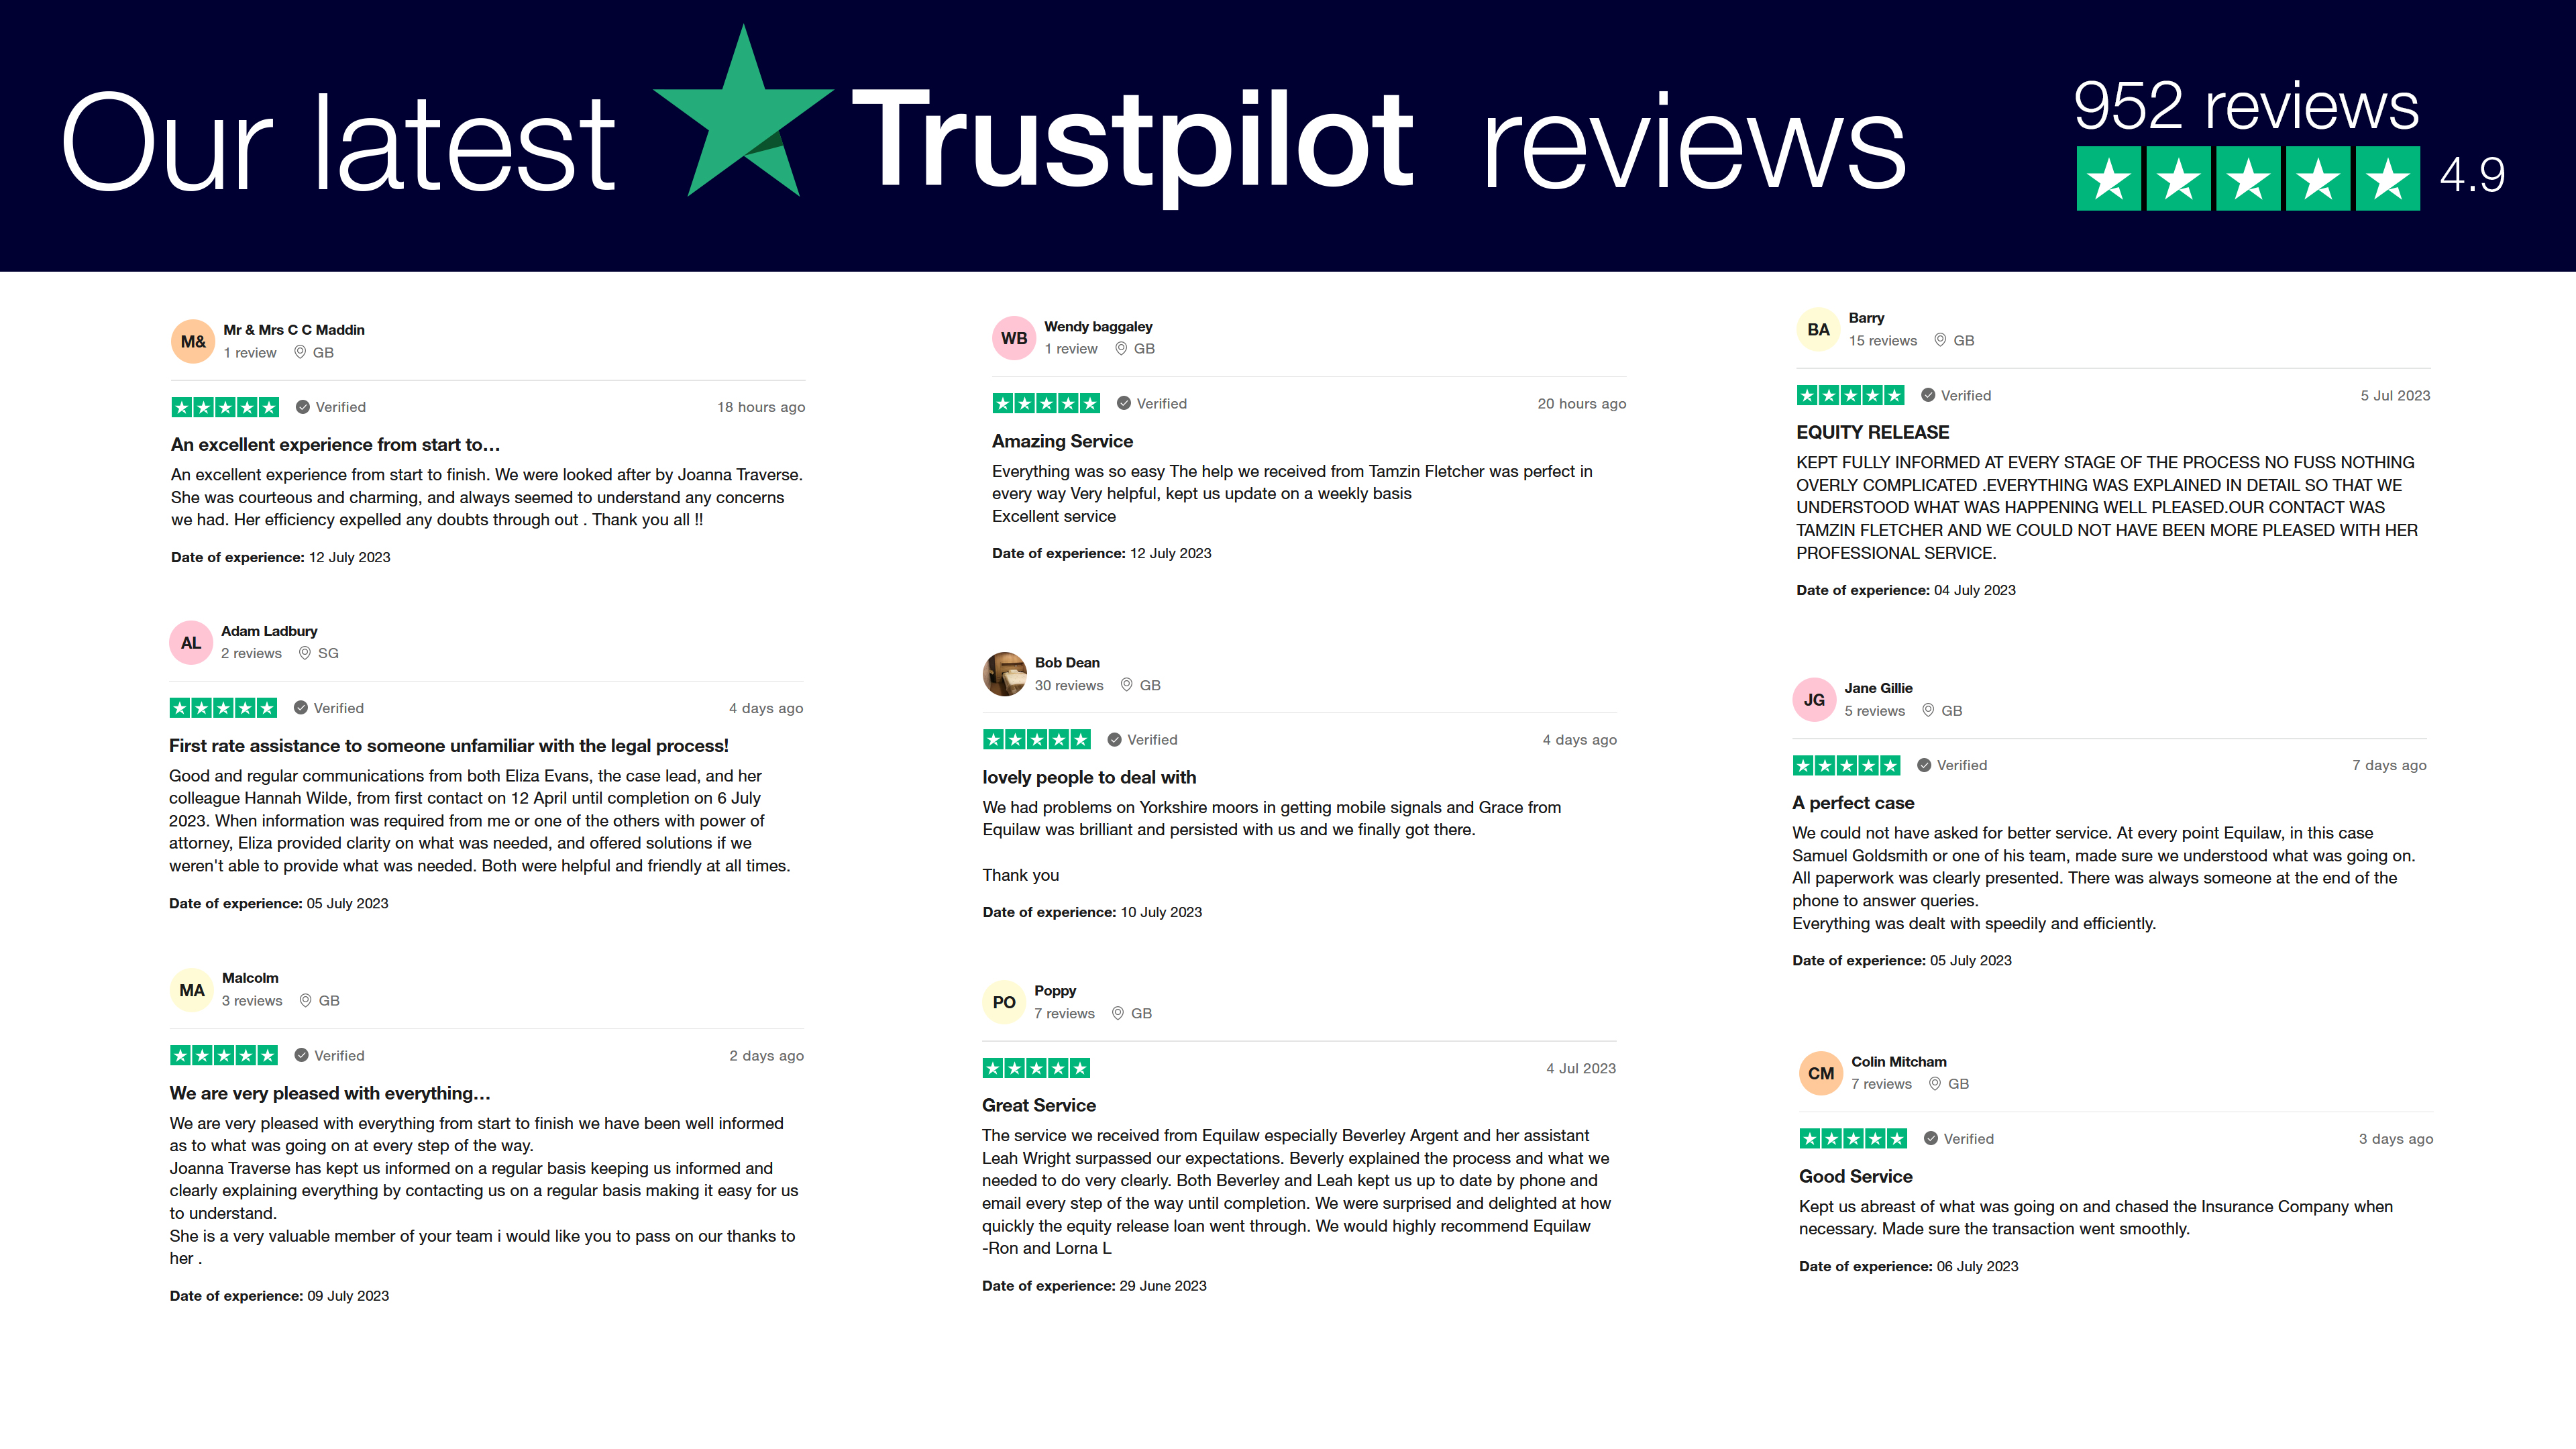 Our latest Trustpilot reviews
952 reviews
4.9
M&
Mr & Mrs C C Maddin
1 review GB
Verified 18 hours ago
An excellent experience from start to…
An excellent experience from start to finish. We were looked after by Joanna Traverse.
She was courteous and charming, and always seemed to understand any concerns
we had. Her efficiency expelled any doubts through out . Thank you all !!
Date of experience: 12 July 2023
AL
Adam Ladbury
2 reviews SG
Verified 4 days ago
First rate assistance to someone unfamiliar with the legal process!
Good and regular communications from both Eliza Evans, the case lead, and her
colleague Hannah Wilde, from first contact on 12 April until completion on 6 July
2023. When information was required from me or one of the others with power of
attorney, Eliza provided clarity on what was needed, and offered solutions if we
weren't able to provide what was needed. Both were helpful and friendly at all times.
Date of experience: 05 July 2023
MA
Malcolm
3 reviews GB
Verified 2 days ago
We are very pleased with everything…
We are very pleased with everything from start to finish we have been well informed
as to what was going on at every step of the way.
Joanna Traverse has kept us informed on a regular basis keeping us informed and
clearly explaining everything by contacting us on a regular basis making it easy for us
to understand.
She is a very valuable member of your team i would like you to pass on our thanks to
her .
Date of experience: 09 July 2023
WB
Wendy baggaley
1 review GB
Verified 20 hours ago
Amazing Service
Everything was so easy The help we received from Tamzin Fletcher was perfect in
every way Very helpful, kept us update on a weekly basis
Excellent service
Date of experience: 12 July 2023
Bob Dean
30 reviews GB
Verified 4 days ago
lovely people to deal with
We had problems on Yorkshire moors in getting mobile signals and Grace from
Equilaw was brilliant and persisted with us and we finally got there.
Thank you
Date of experience: 10 July 2023
PO
Poppy
7 reviews GB
4 Jul 2023
Great Service
The service we received from Equilaw especially Beverley Argent and her assistant
Leah Wright surpassed our expectations. Beverly explained the process and what we
needed to do very clearly. Both Beverley and Leah kept us up to date by phone and
email every step of the way until completion. We were surprised and delighted at how
quickly the equity release loan went through. We would highly recommend Equilaw
-Ron and Lorna L
Date of experience: 29 June 2023
BA
Barry
15 reviews GB
Verified 5 Jul 2023
EQUITY RELEASE
KEPT FULLY INFORMED AT EVERY STAGE OF THE PROCESS NO FUSS NOTHING
OVERLY COMPLICATED .EVERYTHING WAS EXPLAINED IN DETAIL SO THAT WE
UNDERSTOOD WHAT WAS HAPPENING WELL PLEASED.OUR CONTACT WAS
TAMZIN FLETCHER AND WE COULD NOT HAVE BEEN MORE PLEASED WITH HER
PROFESSIONAL SERVICE.
Date of experience: 04 July 2023
JG
Jane Gillie
5 reviews GB
Verified 7 days ago
A perfect case
We could not have asked for better service. At every point Equilaw, in this case
Samuel Goldsmith or one of his team, made sure we understood what was going on.
All paperwork was clearly presented. There was always someone at the end of the
phone to answer queries.
Everything was dealt with speedily and efficiently.
Date of experience: 05 July 2023
CM
Colin Mitcham
7 reviews GB
Verified 3 days ago
Good Service
Kept us abreast of what was going on and chased the Insurance Company when
necessary. Made sure the transaction went smoothly.
Date of experience: 06 July 2023